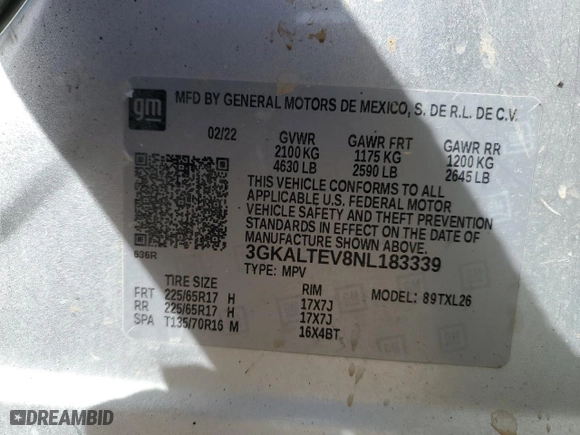 gm MFD BY GENERAL MOTORS DE MEXICO, S. DE R.L. DE C.V.
02/22 GVWR GAWR FRT GAWR RR
2100 KG 1175 KG 1200 KG
4630 LB 2590 LB 2645 LB
THIS VEHICLE CONFORMS TO ALL
APPLICABLE U.S. FEDERAL MOTOR
VEHICLE SAFETY AND THEFT PREVENTION
STANDARDS IN EFFECT ON THE DATE OF
MANUFACTURE SHOWN ABOVE.
636R 3GKALTEV8NL183339
TYPE: MPV
TIRE SIZE RIM MODEL: 89TXL26
FRT 225/65R17 H 17X7J
RR 225/65R17 H 17X7J
SPA T135/70R16 M 16X4BT
DREAMBID